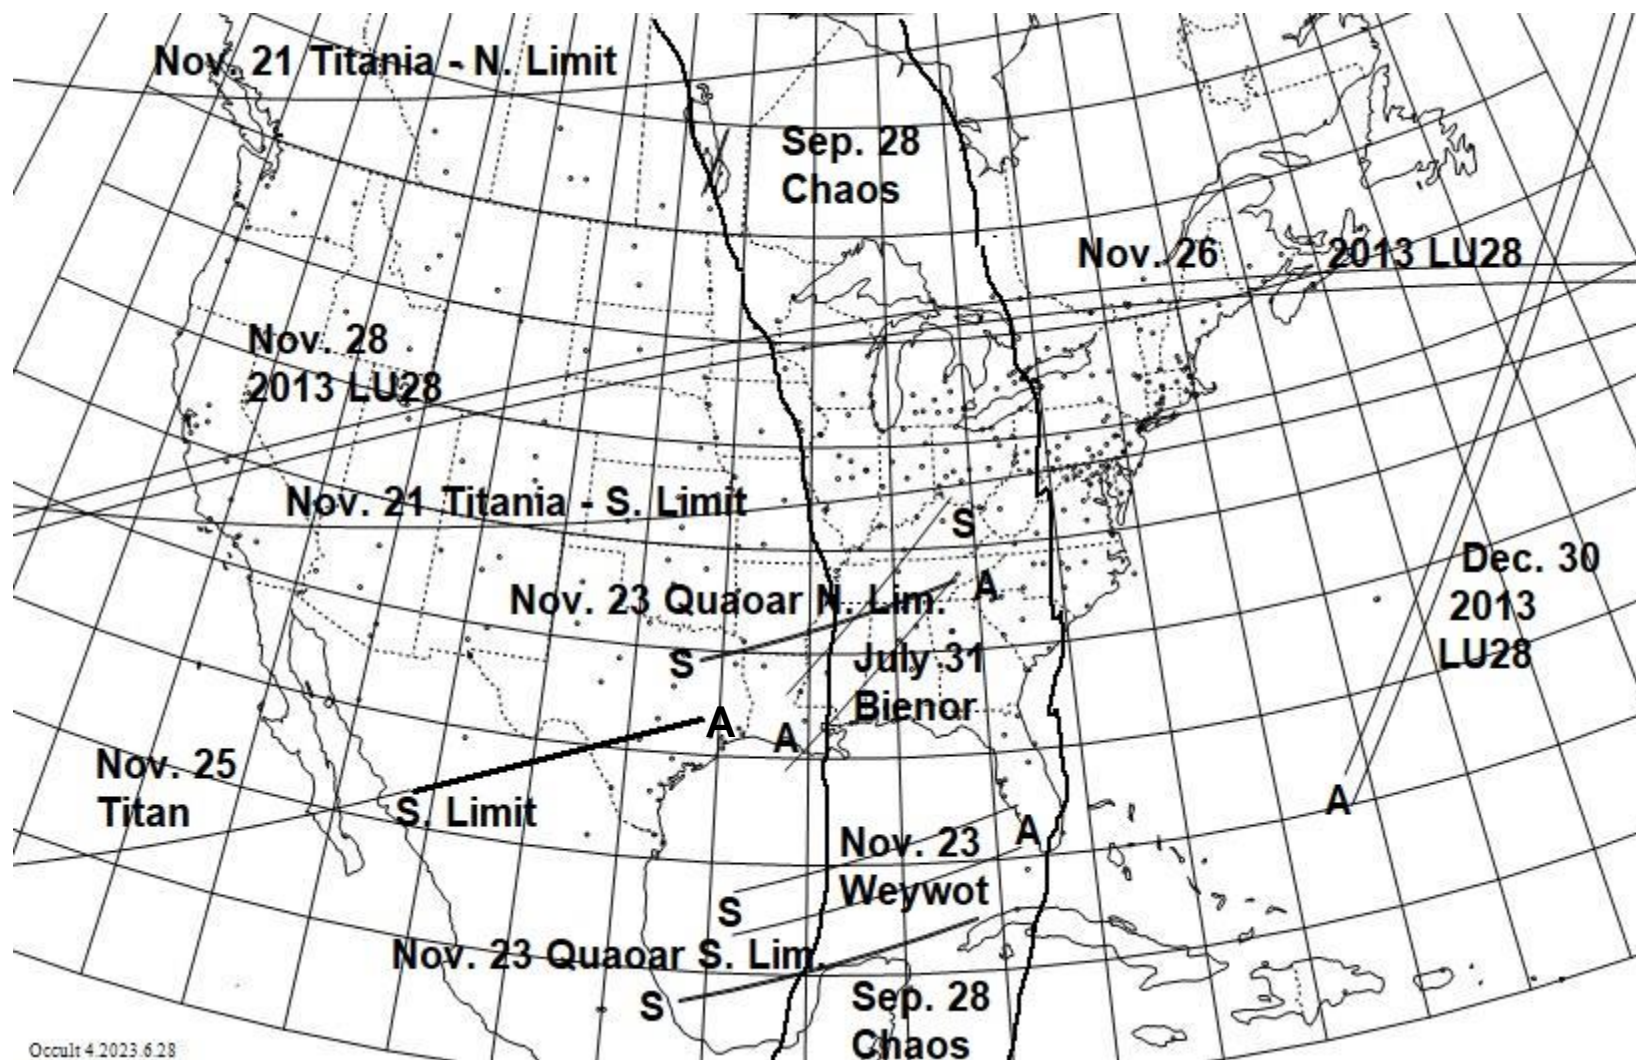 Nov. 21 Titania - N. Limit
Sep. 28
Chaos
Nov. 26 2013 LU28
Nov. 28
2013 LU28
Nov. 21 Titania - S. Limit
S
Dec. 30
2013
LU28
A
Nov. 23 Quaoar N. Lim.
A
S
July 31
Bienor
A
A
Nov. 25
Titan
S. Limit
A
Nov. 23
Weywot
A
S
Nov. 23 Quaoar S. Lim.
S
Sep. 28
Chaos
Occult 4.2023.6.28